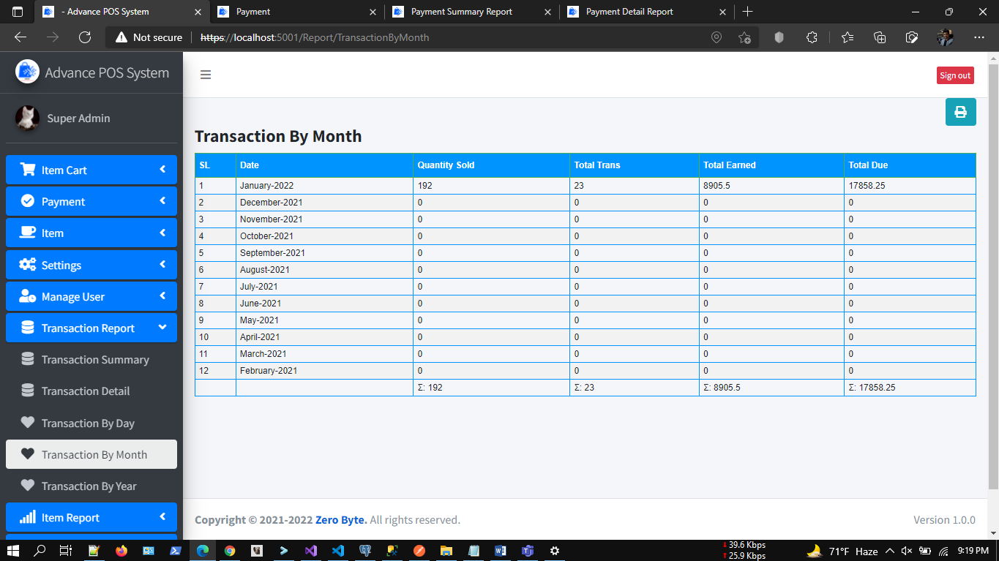 - Advance POS System
Payment
Payment Summary Report
Payment Detail Report
Not secure
https://localhost:5001/Report/TransactionByMonth
Advance POS System
Sign out
Super Admin
Item Cart
Payment
Item
Settings
Manage User
Transaction Report
Transaction Summary
Transaction Detail
Transaction By Day
Transaction By Month
Transaction By Year
Item Report
Transaction By Month
SL Date Quantity Sold Total Trans Total Earned Total Due
1 January-2022 192 23 8905.5 17858.25
2 December-2021 0 0 0 0
3 November-2021 0 0 0 0
4 October-2021 0 0 0 0
5 September-2021 0 0 0 0
6 August-2021 0 0 0 0
7 July-2021 0 0 0 0
8 June-2021 0 0 0 0
9 May-2021 0 0 0 0
10 April-2021 0 0 0 0
11 March-2021 0 0 0 0
12 February-2021 0 0 0 0
Σ: 192 Σ: 23 Σ: 8905.5 Σ: 17858.25
Copyright © 2021-2022 Zero Byte. All rights reserved.
Version 1.0.0
39.6 Kbps
25.9 Kbps
71°F Haze
9:19 PM